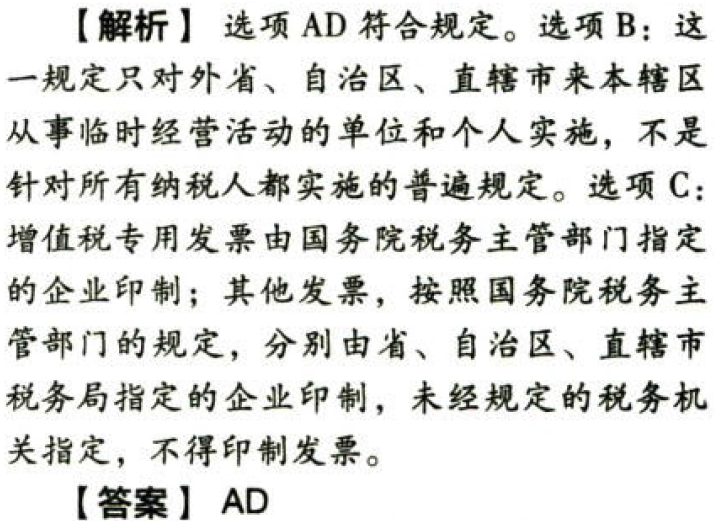 【解析】 选项 AD 符合规定。选项 B：这
一规定只对外省、自治区、直辖市来本辖区
从事临时经营活动的单位和个人实施，不是
针对所有纳税人都实施的普遍规定。选项 C：
增值税专用发票由国务院税务主管部门指定
的企业印制；其他发票，按照国务院税务主
管部门的规定，分别由省、自治区、直辖市
税务局指定的企业印制，未经规定的税务机
关指定，不得印制发票。
【答案】 AD